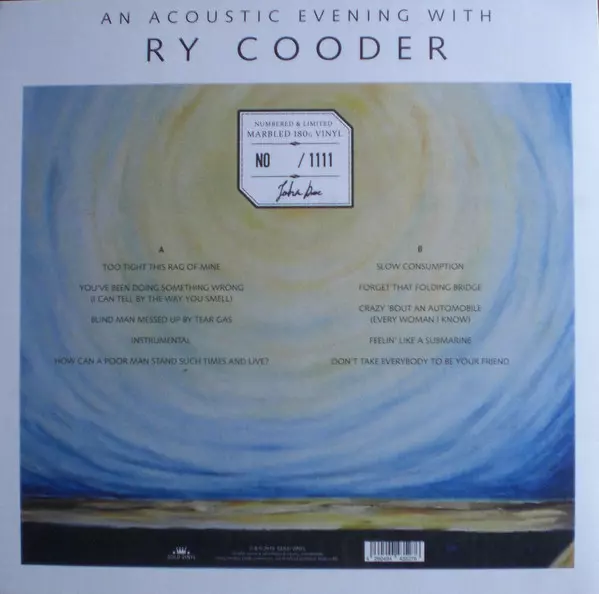 AN ACOUSTIC EVENING WITH
RY COODER
NUMBERED & LIMITED
MARBLED 180g VINYL
NO / 1111
A
TOO TIGHT THIS RAG OF MINE
YOU'VE BEEN DOING SOMETHING WRONG
(I CAN TELL BY THE WAY YOU SMELL)
BLIND MAN MESSED UP BY TEAR GAS
INSTRUMENTAL
HOW CAN A POOR MAN STAND SUCH TIMES AND LIVE?
B
SLOW CONSUMPTION
FORGET THAT FOLDING BRIDGE
CRAZY 'BOUT AN AUTOMOBILE
(EVERY WOMAN I KNOW)
FEELIN' LIKE A SUBMARINE
DON'T TAKE EVERYBODY TO BE YOUR FRIEND